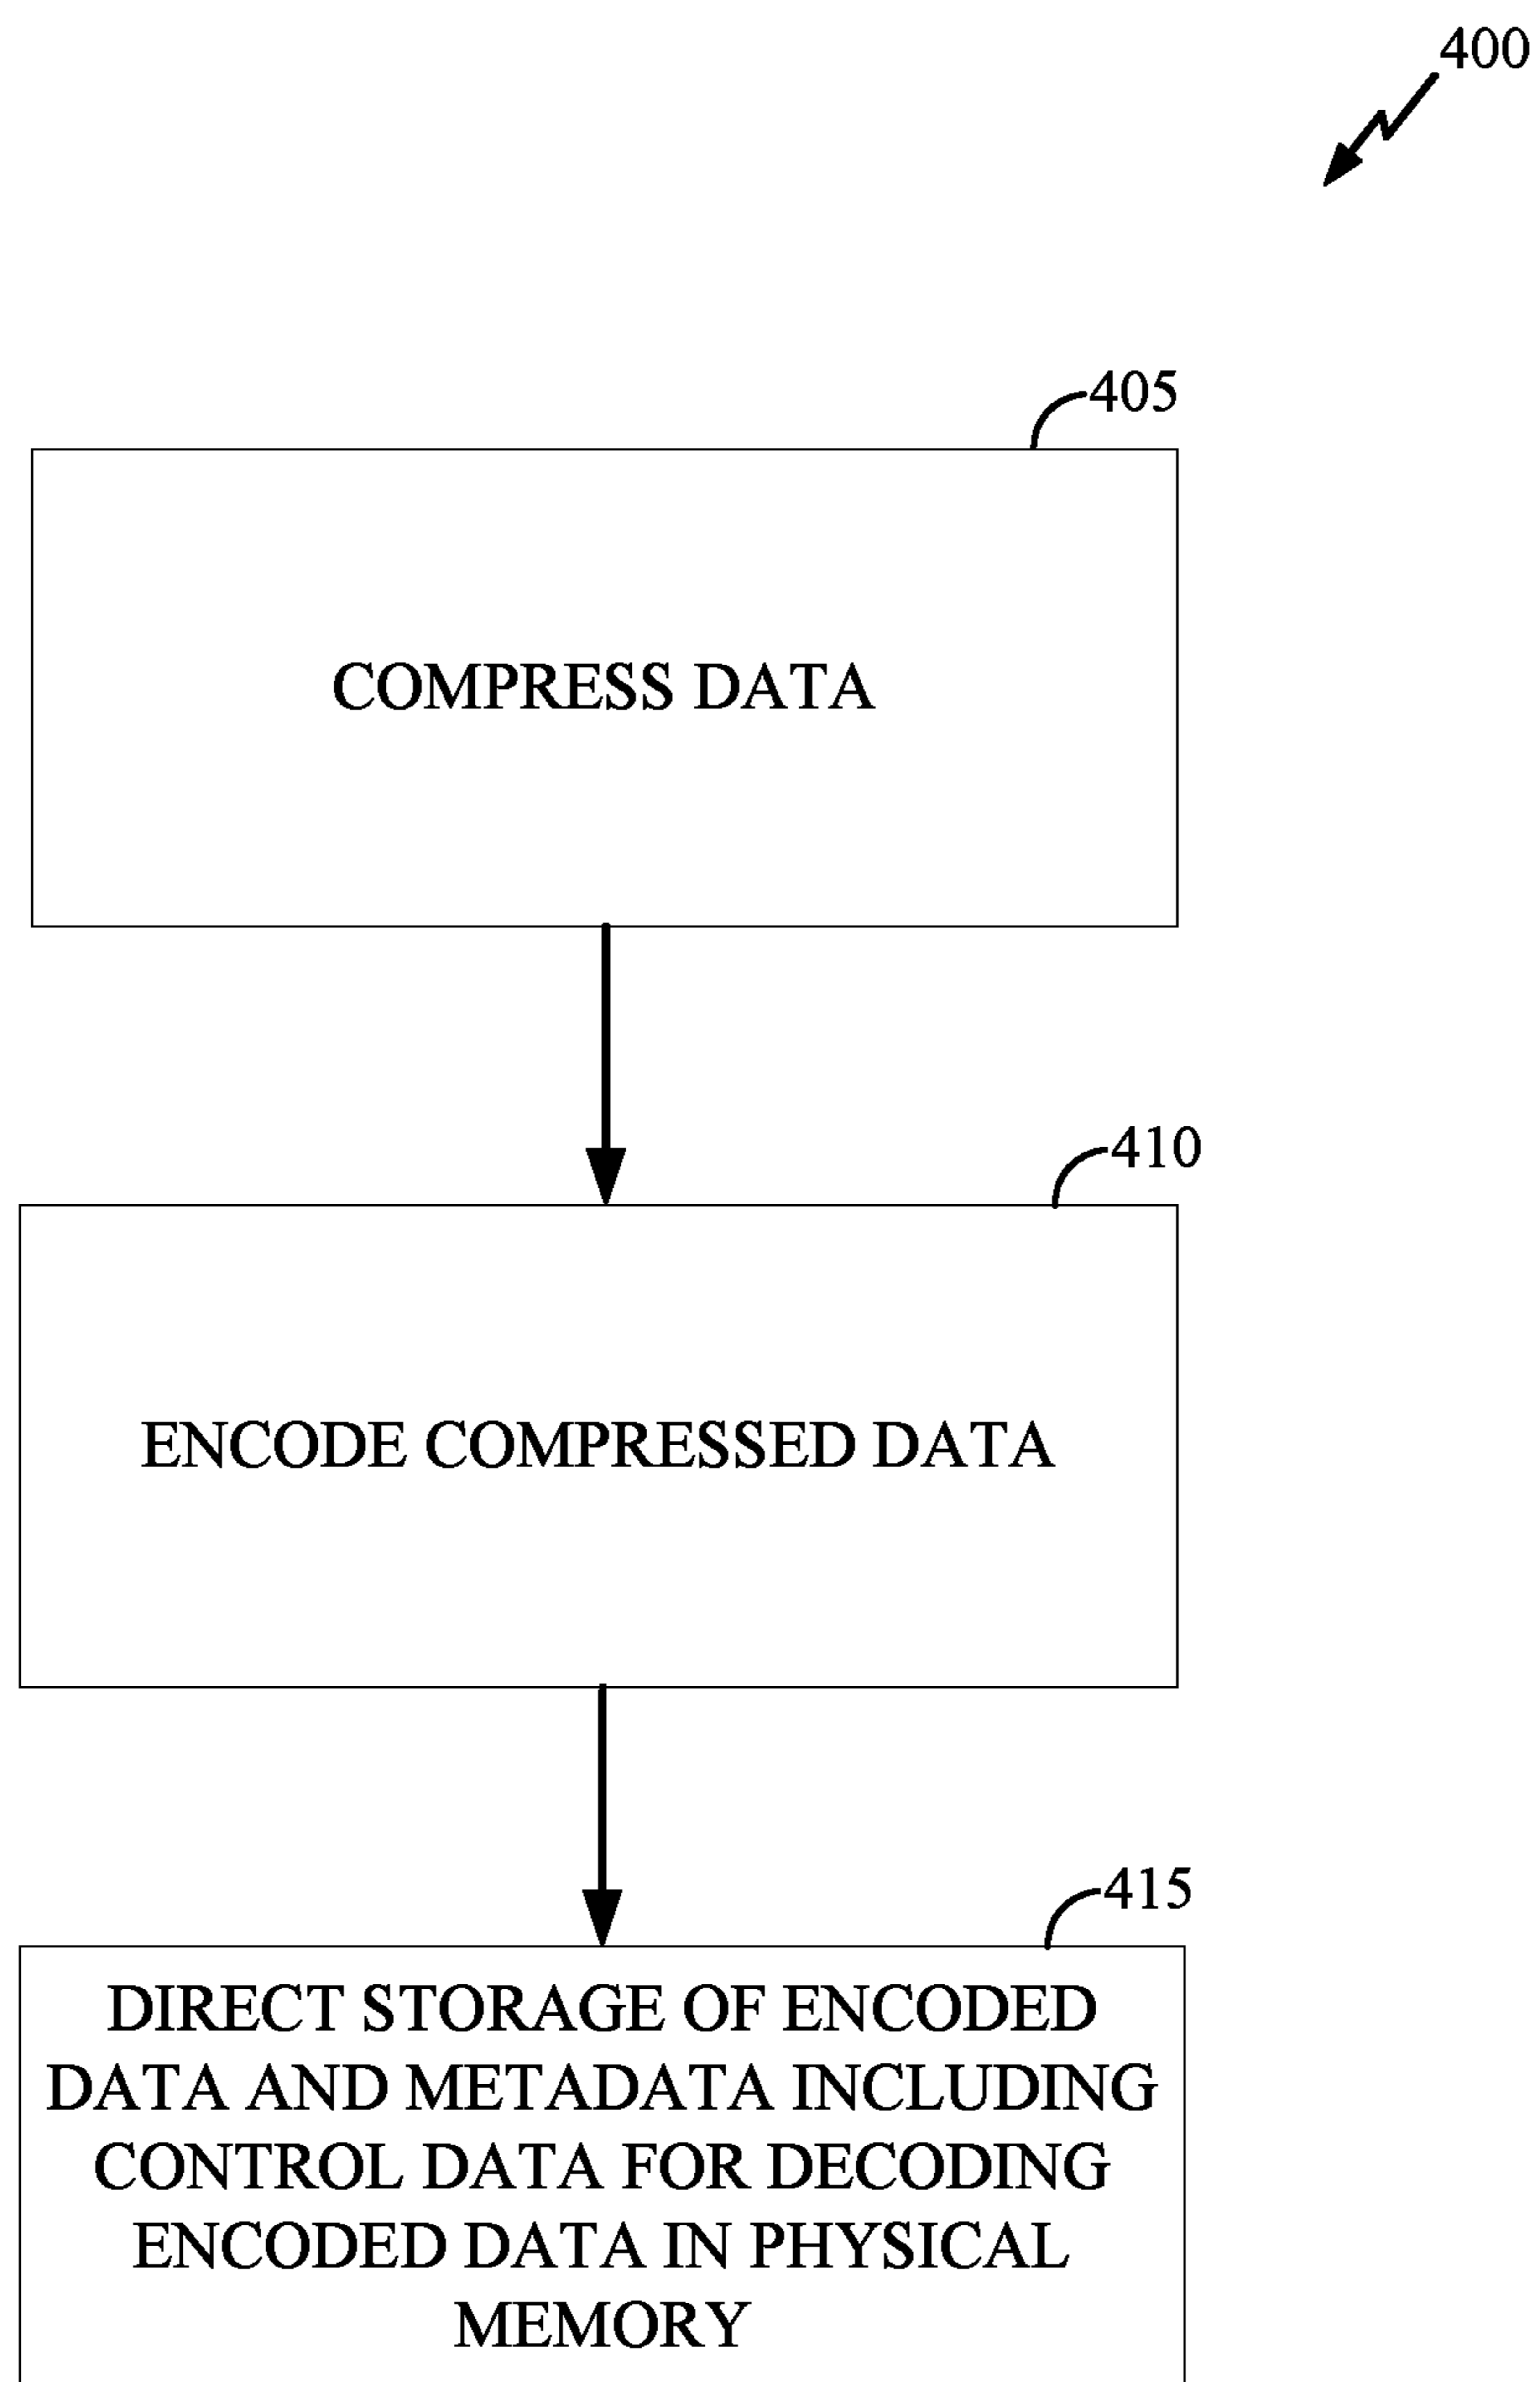 400
405
COMPRESS DATA
410
ENCODE COMPRESSED DATA
415
DIRECT STORAGE OF ENCODED
DATA AND METADATA INCLUDING
CONTROL DATA FOR DECODING
ENCODED DATA IN PHYSICAL
MEMORY